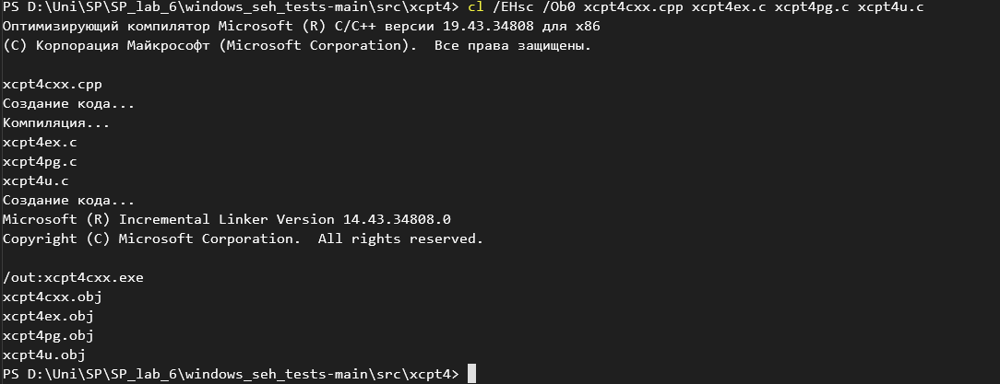 PS D:\Uni\SP\SP_lab_6\windows_seh_tests-main\src\xcpt4> cl /EHsc /Ob0 xcpt4cxx.cpp xcpt4ex.c xcpt4pg.c xcpt4u.c
Оптимизирующий компилятор Microsoft (R) C/C++ версии 19.43.34808 для x86
(C) Корпорация Майкрософт (Microsoft Corporation).  Все права защищены.
xcpt4cxx.cpp
Создание кода...
Компиляция...
xcpt4ex.c
xcpt4pg.c
xcpt4u.c
Создание кода...
Microsoft (R) Incremental Linker Version 14.43.34808.0
Copyright (C) Microsoft Corporation.  All rights reserved.
/out:xcpt4cxx.exe
xcpt4cxx.obj
xcpt4ex.obj
xcpt4pg.obj
xcpt4u.obj
PS D:\Uni\SP\SP_lab_6\windows_seh_tests-main\src\xcpt4>